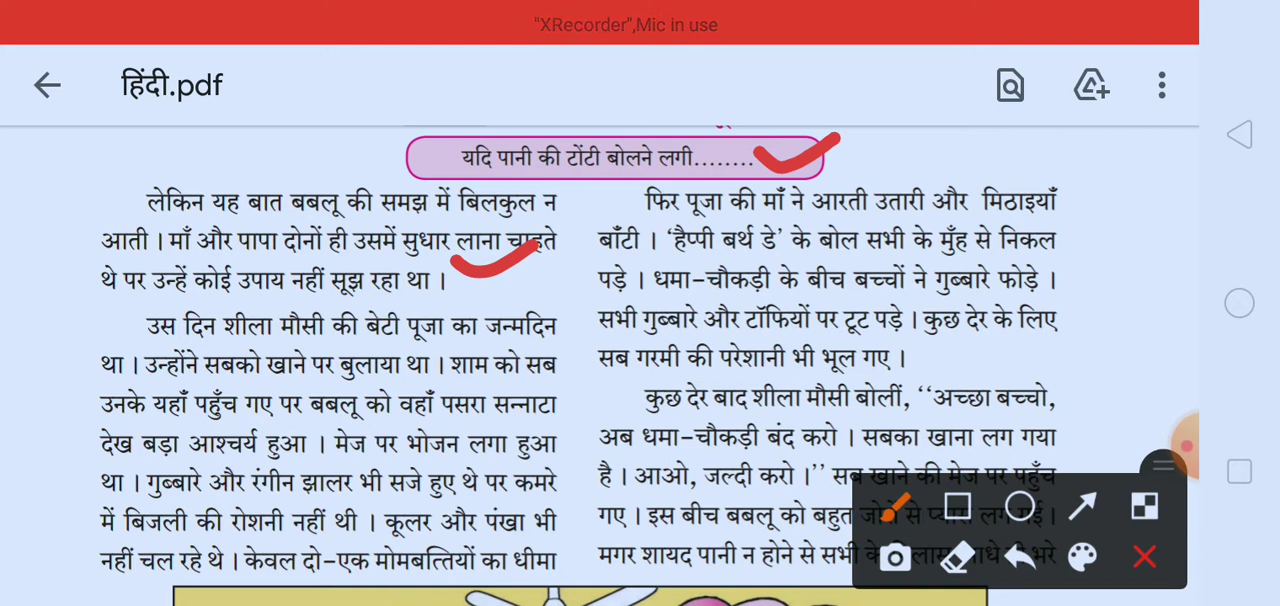 "XRecorder",Mic in use
हिंदी.pdf
यदि पानी की टोंटी बोलने लगी........
लेकिन यह बात बबलू की समझ में बिलकुल न
आती । माँ और पापा दोनों ही उसमें सुधार लाना चाहते
थे पर उन्हें कोई उपाय नहीं सूझ रहा था ।
उस दिन शीला मौसी की बेटी पूजा का जन्मदिन
था । उन्होंने सबको खाने पर बुलाया था । शाम को सब
उनके यहाँ पहुँच गए पर बबलू को वहाँ पसरा सन्नाटा
देख बड़ा आश्चर्य हुआ । मेज पर भोजन लगा हुआ
था । गुब्बारे और रंगीन झालर भी सजे हुए थे पर कमरे
में बिजली की रोशनी नहीं थी । कूलर और पंखा भी
नहीं चल रहे थे । केवल दो-एक मोमबत्तियों का धीमा
फिर पूजा की माँ ने आरती उतारी और मिठाइयाँ
बाँटी । ‘हैप्पी बर्थ डे’ के बोल सभी के मुँह से निकल
पड़े । धमा-चौकड़ी के बीच बच्चों ने गुब्बारे फोड़े ।
सभी गुब्बारे और टॉफियों पर टूट पड़े । कुछ देर के लिए
सब गरमी की परेशानी भी भूल गए ।
कुछ देर बाद शीला मौसी बोलीं, ‘‘अच्छा बच्चो,
अब धमा-चौकड़ी बंद करो । सबका खाना लग गया
है । आओ, जल्दी करो ।’’ सब खाने की मेज पर पहुँच
गए । इस बीच बबलू को बहुत जोरों से प्यास लग गई ।
मगर शायद पानी न होने से सभी के गिलास आधे ही भरे